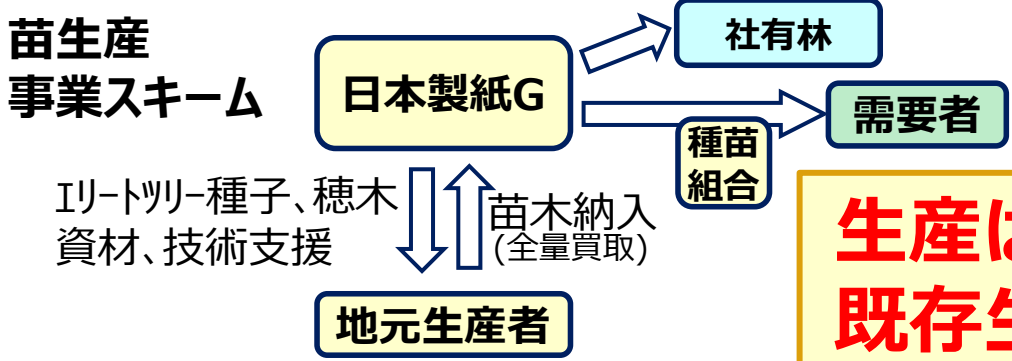 苗生産
事業スキーム
社有林
日本製紙G
需要者
種苗
組合
ｴﾘｰﾄﾂﾘｰ種子、穂木
資材、技術支援
苗木納入
(全量買取)
地元生産者
生産は
既存生